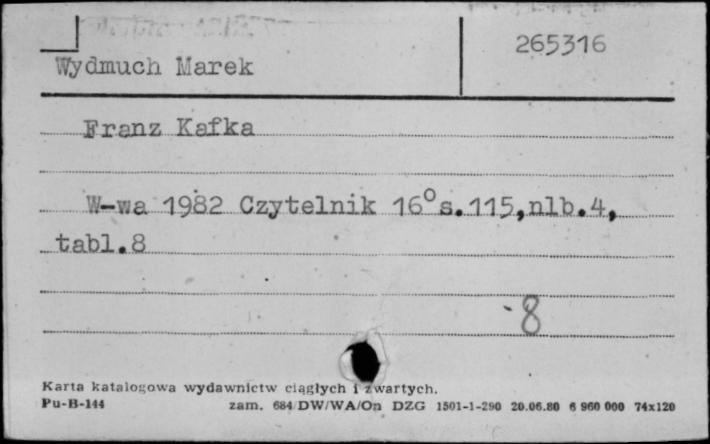 265316
Wydmuch Marek
Franz Kafka
W-wa 1982 Czytelnik 16° s.115,nlb.4,
tabl.8
8
Karta katalogowa wydawnictw ciągłych i zwartych.
Pu-B-144 zam. 684/DW/WA/On DZG 1501-1-290 20.06.80 6 960 000 74x120